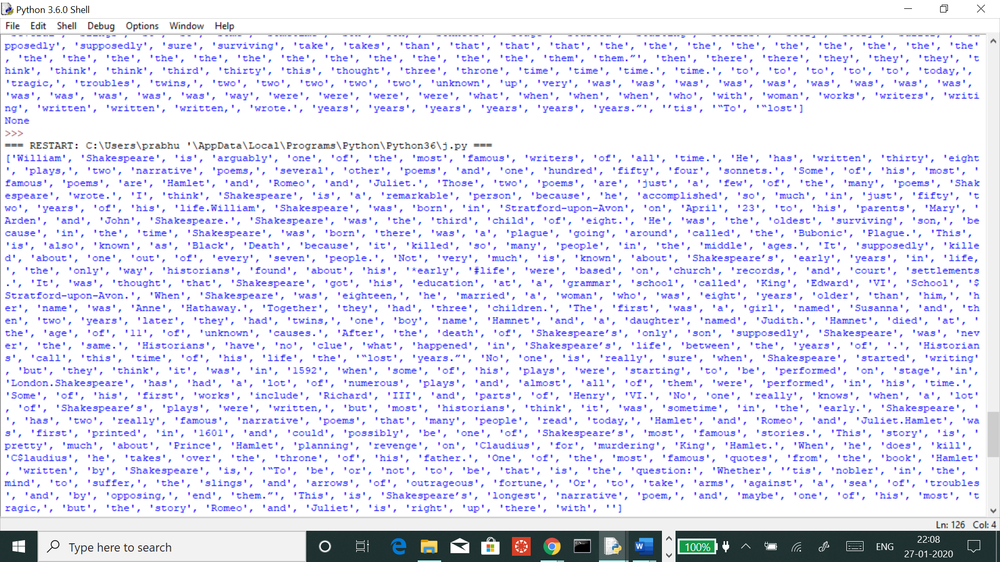 Python 3.6.0 Shell
File Edit Shell Debug Options Window Help
pposedly', 'supposedly', 'sure', 'surviving', 'take', 'takes', 'than', 'that', 'that', 'that', 'the', 'the', 'the', 'the', 'the', 'the', 'the', 'the', 'the'
, 'the', 'the', 'the', 'the', 'the', 'the', 'the', 'the', 'the', 'the', 'the', 'the', 'them', 'them.”', 'then', 'there', 'there', 'they', 'they', 'they', 't
hink', 'think', 'think', 'third', 'thirty', 'this', 'thought', 'three', 'throne', 'time', 'time', 'time.', 'time.', 'to', 'to', 'to', 'to', 'to', 'today,',
'tragic,', 'troubles', 'twins,', 'two', 'two', 'two', 'two', 'two', 'unknown', 'up', 'very', 'was', 'was', 'was', 'was', 'was', 'was', 'was', 'was', 'was',
'was', 'was', 'was', 'was', 'was', 'way', 'were', 'were', 'were', 'were', 'what', 'when', 'when', 'when', 'who', 'with', 'woman', 'works', 'writers', 'writi
ng', 'written', 'written', 'written,', 'wrote.', 'years', 'years', 'years', 'years', 'years', 'years.”', '’tis', '“To', '“lost']
None
>>>
=== RESTART: C:\Users\prabhu '\AppData\Local\Programs\Python\Python36\j.py ===
['William', 'Shakespeare', 'is', 'arguably', 'one', 'of', 'the', 'most', 'famous', 'writers', 'of', 'all', 'time.', 'He', 'has', 'written', 'thirty', 'eight
', 'plays,', 'two', 'narrative', 'poems,', 'several', 'other', 'poems', 'and', 'one', 'hundred', 'fifty', 'four', 'sonnets.', 'Some', 'of', 'his', 'most', '
famous', 'poems', 'are', 'Hamlet', 'and', 'Romeo', 'and', 'Juliet.', 'Those', 'two', 'poems', 'are', 'just', 'a', 'few', 'of', 'the', 'many', 'poems', 'Shak
espeare', 'wrote.', 'I', 'think', 'Shakespeare', 'is', 'a', 'remarkable', 'person', 'because', 'he', 'accomplished', 'so', 'much', 'in', 'just', 'fifty', 't
wo', 'years', 'of', 'his', 'life.William', 'Shakespeare', 'was', 'born', 'in', 'Stratford-upon-Avon', 'on', 'April', '23', 'to', 'his', 'parents', 'Mary', '
Arden', 'and', 'John', 'Shakespeare.', 'Shakespeare', 'was', 'the', 'third', 'child', 'of', 'eight.', 'He', 'was', 'the', 'oldest', 'surviving', 'son,', 'be
cause', 'in', 'the', 'time', 'Shakespeare', 'was', 'born', 'there', 'was', 'a', 'plague', 'going', 'around', 'called', 'the', 'Bubonic', 'Plague.', 'This',
'is', 'also', 'known', 'as', 'Black', 'Death', 'because', 'it', 'killed', 'so', 'many', 'people', 'in', 'the', 'middle', 'ages.', 'It', 'supposedly', 'kille
d', 'about', 'one', 'out', 'of', 'every', 'seven', 'people.', 'Not', 'very', 'much', 'is', 'known', 'about', 'Shakespeare’s', 'early', 'years', 'in', 'life,
', 'the', 'only', 'way', 'historians', 'found', 'about', 'his', '*early', '#life', 'were', 'based', 'on', 'church', 'records,', 'and', 'court', 'settlements
.', 'It', 'was', 'thought', 'that', 'Shakespeare', 'got', 'his', 'education', 'at', 'a', 'grammar', 'school', 'called', 'King', 'Edward', 'VI', 'School', '$
Stratford-upon-Avon.', 'When', 'Shakespeare', 'was', 'eighteen,', 'he', 'married', 'a', 'woman', 'who', 'was', 'eight', 'years', 'older', 'than', 'him,', 'h
er', 'name', 'was', 'Anne', 'Hathaway.', 'Together', 'they', 'had', 'three', 'children.', 'The', 'first', 'was', 'a', 'girl', 'named', 'Susanna', 'and', 'th
en', 'two', 'years', 'later', 'they', 'had', 'twins,', 'one', 'boy', 'name', 'Hamnet', 'and', 'a', 'daughter', 'named', 'Judith.', 'Hamnet', 'died', 'at', '
the', 'age', 'of', '11', 'of', 'unknown', 'causes.', 'After', 'the', 'death', 'of', 'Shakespeare’s', 'only', 'son', 'supposedly', 'Shakespeare', 'was', 'nev
er', 'the', 'same.', 'Historians', 'have', 'no', 'clue', 'what', 'happened', 'in', 'Shakespeare’s', 'life', 'between', 'the', 'years', 'of', '.', 'Historian
s', 'call', 'this', 'time', 'of', 'his', 'life', 'the', '“lost', 'years.”', 'No', 'one', 'is', 'really', 'sure', 'when', 'Shakespeare', 'started', 'writing'
, 'but', 'they', 'think', 'it', 'was', 'in', '1592', 'when', 'some', 'of', 'his', 'plays', 'were', 'starting', 'to', 'be', 'performed', 'on', 'stage', 'in',
'London.Shakespeare', 'has', 'had', 'a', 'lot', 'of', 'numerous', 'plays', 'and', 'almost', 'all', 'of', 'them', 'were', 'performed', 'in', 'his', 'time.',
'Some', 'of', 'his', 'first', 'works', 'include', 'Richard', 'III', 'and', 'parts', 'of', 'Henry', 'VI.', 'No', 'one', 'really', 'knows', 'when', 'a', 'lot'
, 'of', 'Shakespeare’s', 'plays', 'were', 'written,', 'but', 'most', 'historians', 'think', 'it', 'was', 'sometime', 'in', 'the', 'early.', 'Shakespeare', '
', 'has', 'two', 'really', 'famous', 'narrative', 'poems', 'that', 'many', 'people', 'read', 'today,', 'Hamlet', 'and', 'Romeo', 'and', 'Juliet.Hamlet', 'wa
s', 'first', 'printed', 'in', '1601', 'and', 'could', 'possibly', 'be', 'one', 'of', 'Shakespeare’s', 'most', 'famous', 'stories.', 'This', 'story', 'is', '
pretty', 'much', 'about', 'Prince', 'Hamlet', 'planning', 'revenge', 'on', 'Claudius', 'for', 'murdering', 'King', 'Hamlet.', 'When', 'he', 'does', 'kill',
'C$laudius', 'he', 'takes', 'over', 'the', 'throne', 'of', 'his', 'father.', 'One', 'of', 'the', 'most', 'famous', 'quotes', 'from', 'the', 'book', 'Hamlet'
, 'written', 'by', 'Shakespeare', 'is,', '“To', 'be', 'or', 'not', 'to', 'be', 'that', 'is', 'the', 'question:', 'Whether', '’tis', 'nobler', 'in', 'the', '
mind', 'to', 'suffer,', 'the', 'slings', 'and', 'arrows', 'of', 'outrageous', 'fortune,', 'Or', 'to', 'take', 'arms', 'against', 'a', 'sea', 'of', 'troubles
', 'and', 'by', 'opposing,', 'end', 'them.”', 'This', 'is', 'Shakespeare’s', 'longest', 'narrative', 'poem,', 'and', 'maybe', 'one', 'of', 'his', 'most', 't
ragic,', 'but', 'the', 'story', 'Romeo', 'and', 'Juliet', 'is', 'right', 'up', 'there', 'with', '']
Ln: 126 Col: 4
Type here to search
100%
ENG
22:08
27-01-2020